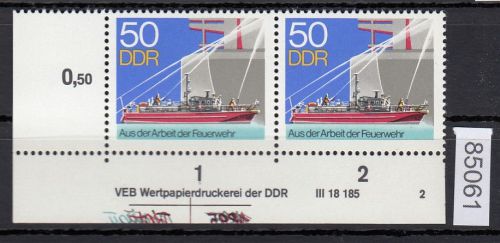 50
DDR
Aus der Arbeit der Feuerwehr
50
DDR
Aus der Arbeit der Feuerwehr
0,50
1 2
VEB Wertpapierdruckerei der DDR III 18 185 2
85061